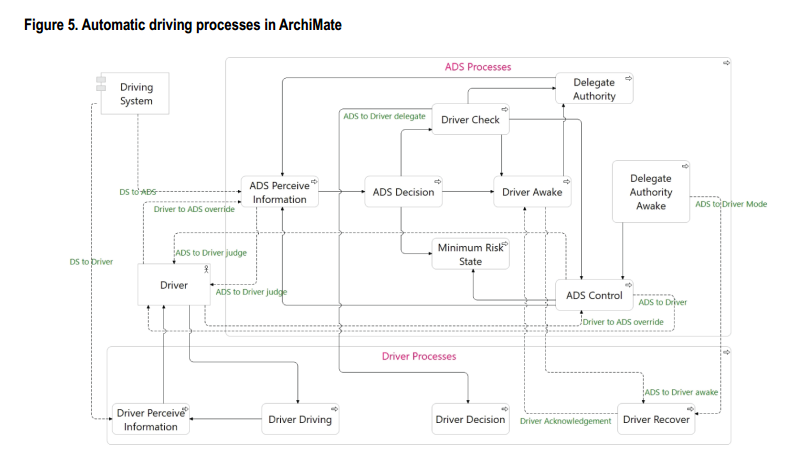 Figure 5. Automatic driving processes in ArchiMate
ADS Processes
Driving
System
Delegate
Authority
ADS to Driver delegate
Driver Check
ADS Perceive
Information
ADS Decision
Driver Awake
Delegate
Authority
Awake
DS to ADS
Driver to ADS override
ADS to Driver Mode
ADS to Driver judge
Minimum Risk
State
DS to Driver
Driver
ADS to Driver judge
ADS Control
ADS to Driver
Driver to ADS override
Driver Processes
ADS to Driver awake
Driver Perceive
Information
Driver Driving
Driver Decision
Driver Acknowledgement
Driver Recover